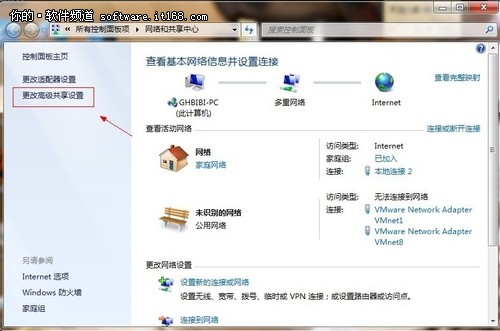 你的·软件频道 software.it168.com
所有控制面板项 ▸ 网络和共享中心
搜索控制面板
控制面板主页
更改适配器设置
更改高级共享设置
另请参阅
Internet 选项
Windows 防火墙
家庭组
查看基本网络信息并设置连接
查看完整映射
GHBIBI-PC
(此计算机)
多重网络
Internet
查看活动网络
连接或断开连接
网络
家庭网络
访问类型: Internet
家庭组: 已加入
连接: 本地连接 2
未识别的网络
公用网络
访问类型: 无法连接到网络
连接: VMware Network Adapter
VMnet1
VMware Network Adapter
VMnet8
更改网络设置
设置新的连接或网络
设置无线、宽带、拨号、临时或 VPN 连接；或设置路由器或访问点。
连接到网络